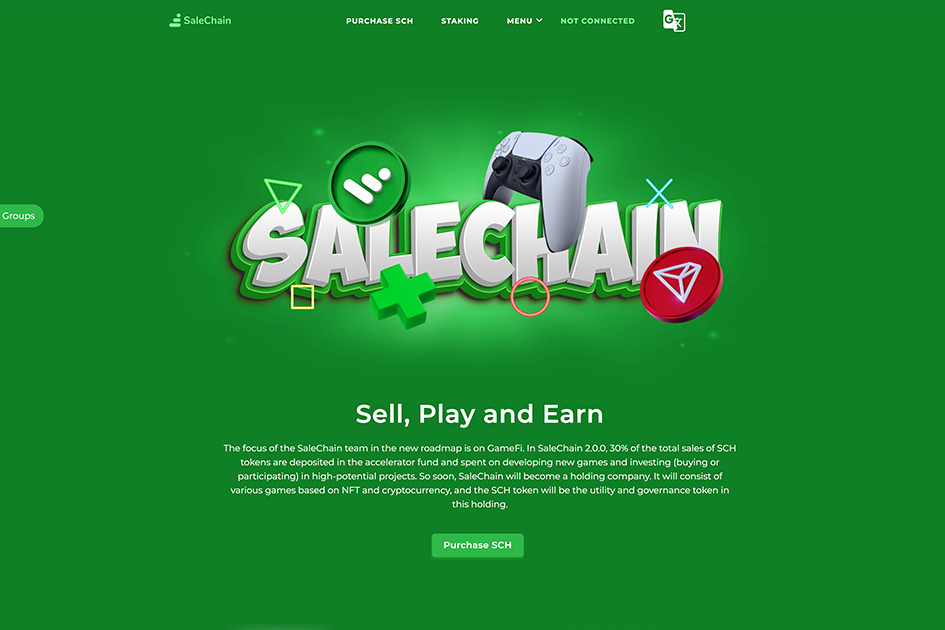 SaleChain
PURCHASE SCH
STAKING
MENU
NOT CONNECTED
G
Groups
SALECHAIN
Sell, Play and Earn
The focus of the SaleChain team in the new roadmap is on GameFi. In SaleChain 2.0.0, 30% of the total sales of SCH
tokens are deposited in the accelerator fund and spent on developing new games and investing (buying or
participating) in high-potential projects. So soon, SaleChain will become a holding company. It will consist of
various games based on NFT and cryptocurrency, and the SCH token will be the utility and governance token in
this holding.
Purchase SCH